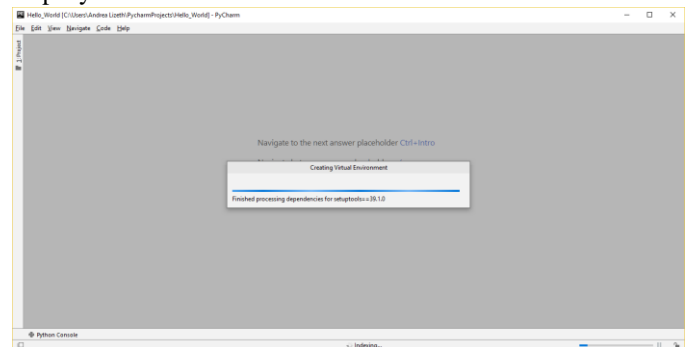 Hello_World [C:\Users\Andrea Lizeth\PycharmProjects\Hello_World] - PyCharm
File Edit View Navigate Code Help
1: Project
Navigate to the next answer placeholder Ctrl+Intro
Creating Virtual Environment
Finished processing dependencies for setuptools==39.1.0
Python Console
Indexing...